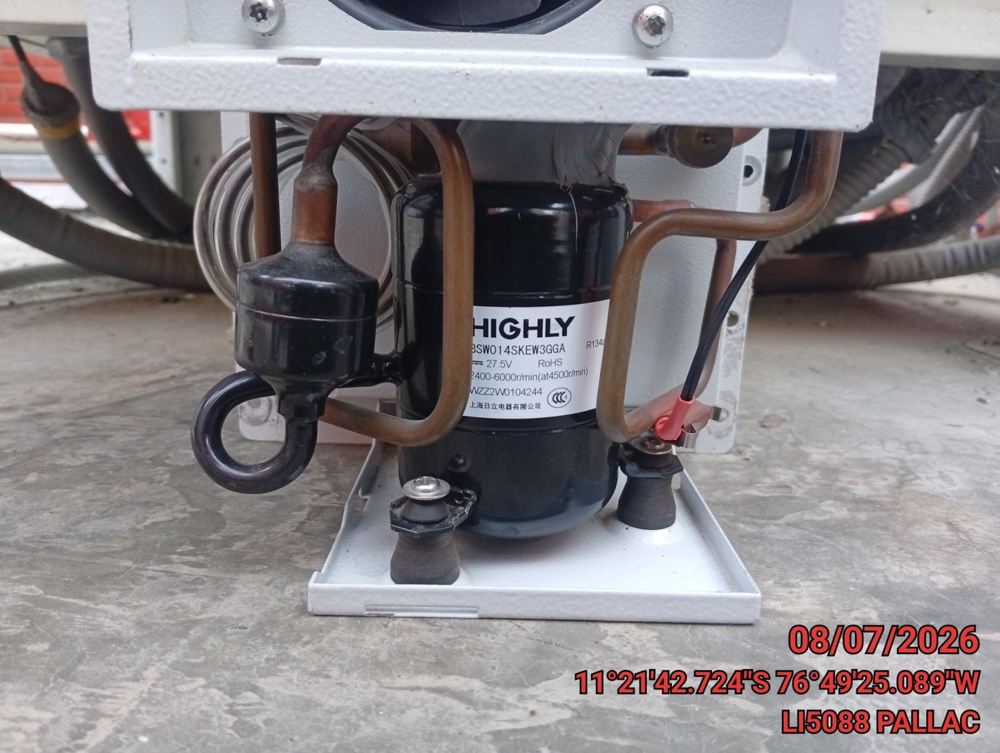 HIGHLY
BSW014SKEW3GGA R134a
27.5V RoHS
2400-6000r/min(at4500r/min)
WZZ2W0104244
CCC S
上海日立电器有限公司
08/07/2026
11°21'42.724"S 76°49'25.089"W
LI5088 PALLAC